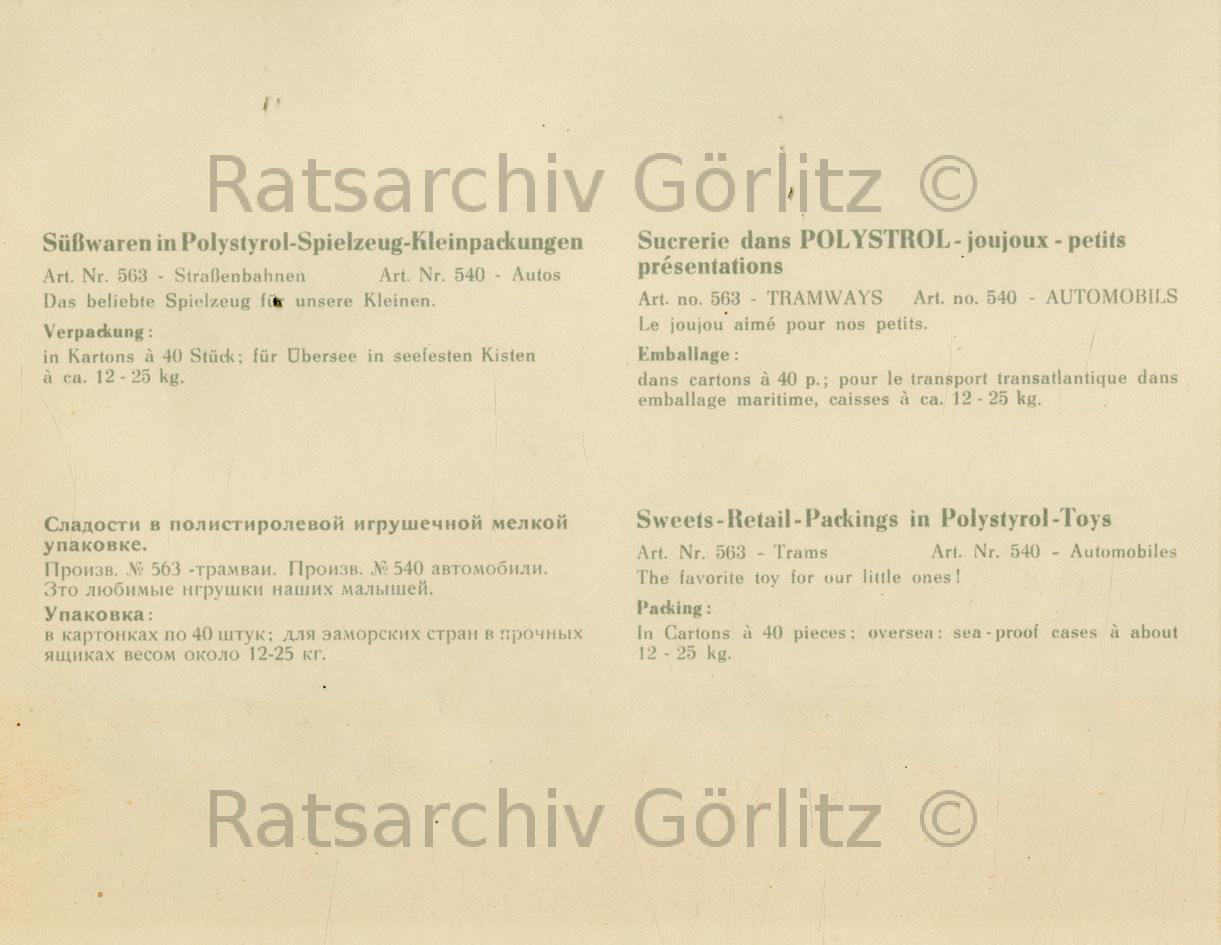 Ratsarchiv Görlitz ©
Süßwaren in Polystyrol-Spielzeug-Kleinpackungen
Art. Nr. 563 - Straßenbahnen Art. Nr. 540 - Autos
Das beliebte Spielzeug für unsere Kleinen.
Verpackung:
in Kartons à 40 Stück; für Übersee in seefesten Kisten
à ca. 12 - 25 kg.
Sucrerie dans POLYSTROL - joujoux - petits
présentations
Art. no. 563 - TRAMWAYS Art. no. 540 - AUTOMOBILS
Le joujou aimé pour nos petits.
Emballage:
dans cartons à 40 p.; pour le transport transatlantique dans
emballage maritime, caisses à ca. 12 - 25 kg.
Сладости в полистиролевой игрушечной мелкой
упаковке.
Произв. № 563 -трамваи. Произв. № 540 автомобили.
Зто любимые нгрушки наших малышей.
Упаковка:
в картонках по 40 штук; для эаморских стран в прочных
ящиках весом около 12-25 кг.
Sweets - Retail - Packings in Polystyrol - Toys
Art. Nr. 563 - Trams Art. Nr. 540 - Automobiles
The favorite toy for our little ones!
Packing:
In Cartons à 40 pieces: oversea: sea - proof cases à about
12 - 25 kg.
Ratsarchiv Görlitz ©